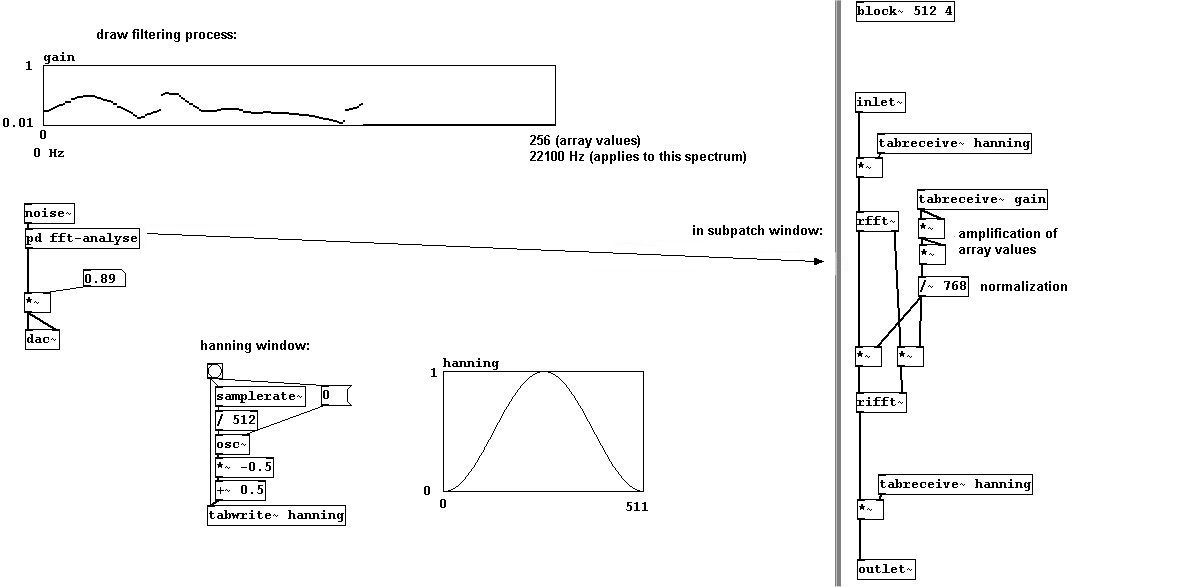 draw filtering process:
gain
1
0.01
0
0 Hz
256 (array values)
22100 Hz (applies to this spectrum)
noise~
pd fft-analyse
0.89
*~
dac~
in subpatch window:
hanning window:
samplerate~
0
/ 512
osc~
*~ -0.5
+~ 0.5
tabwrite~ hanning
hanning
1
0
0
511
block~ 512 4
inlet~
tabreceive~ hanning
*~
tabreceive~ gain
rfft~
*~
amplification of
array values
*~
/~ 768
normalization
*~
*~
rifft~
tabreceive~ hanning
*~
outlet~